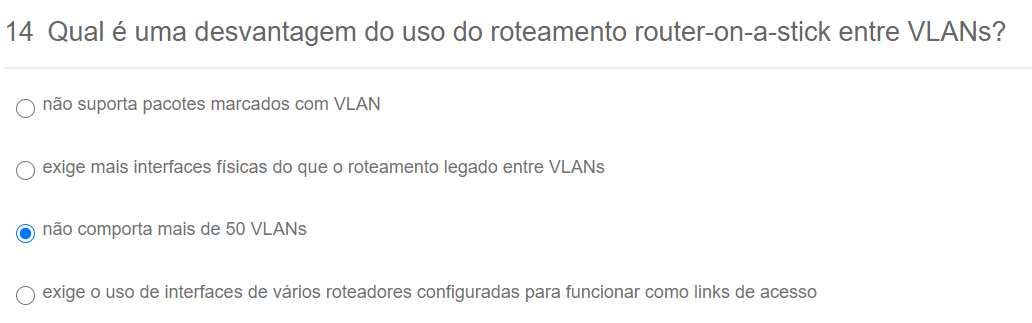 14 Qual é uma desvantagem do uso do roteamento router-on-a-stick entre VLANs?
não suporta pacotes marcados com VLAN
exige mais interfaces físicas do que o roteamento legado entre VLANs
não comporta mais de 50 VLANs
exige o uso de interfaces de vários roteadores configuradas para funcionar como links de acesso